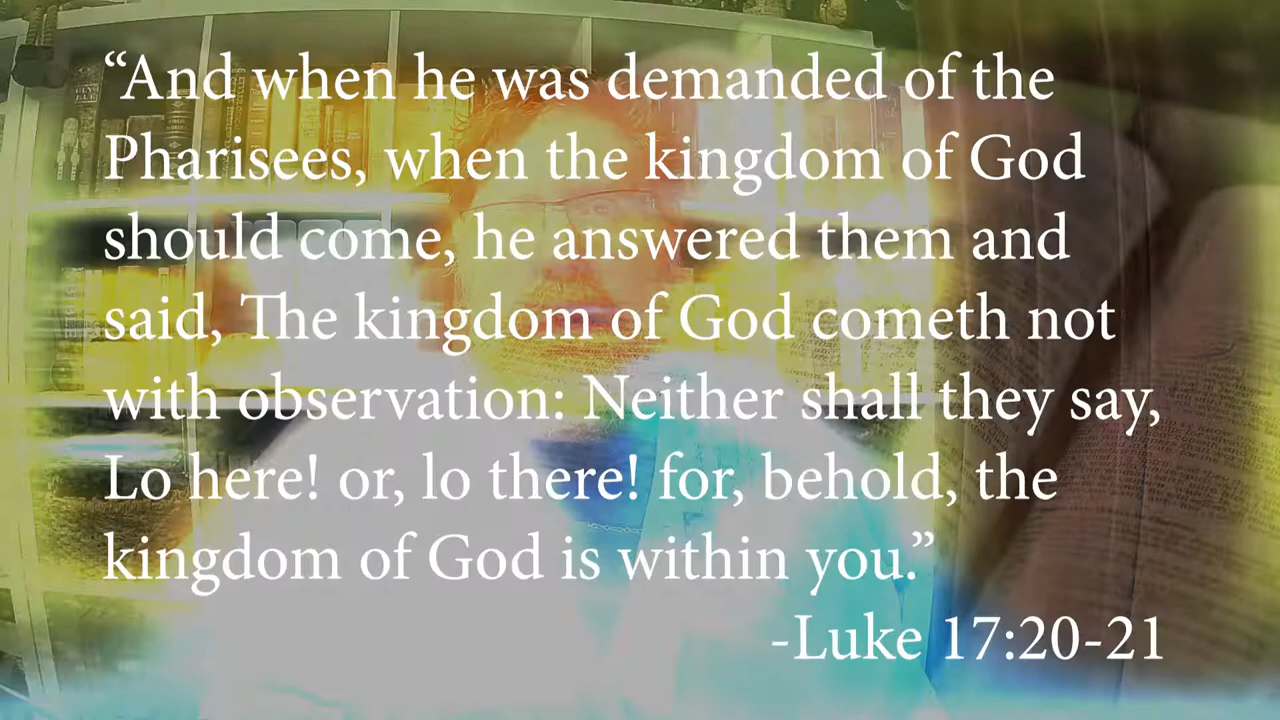 “And when he was demanded of the
Pharisees, when the kingdom of God
should come, he answered them and
said, The kingdom of God cometh not
with observation: Neither shall they say,
Lo here! or, lo there! for, behold, the
kingdom of God is within you.”
-Luke 17:20-21